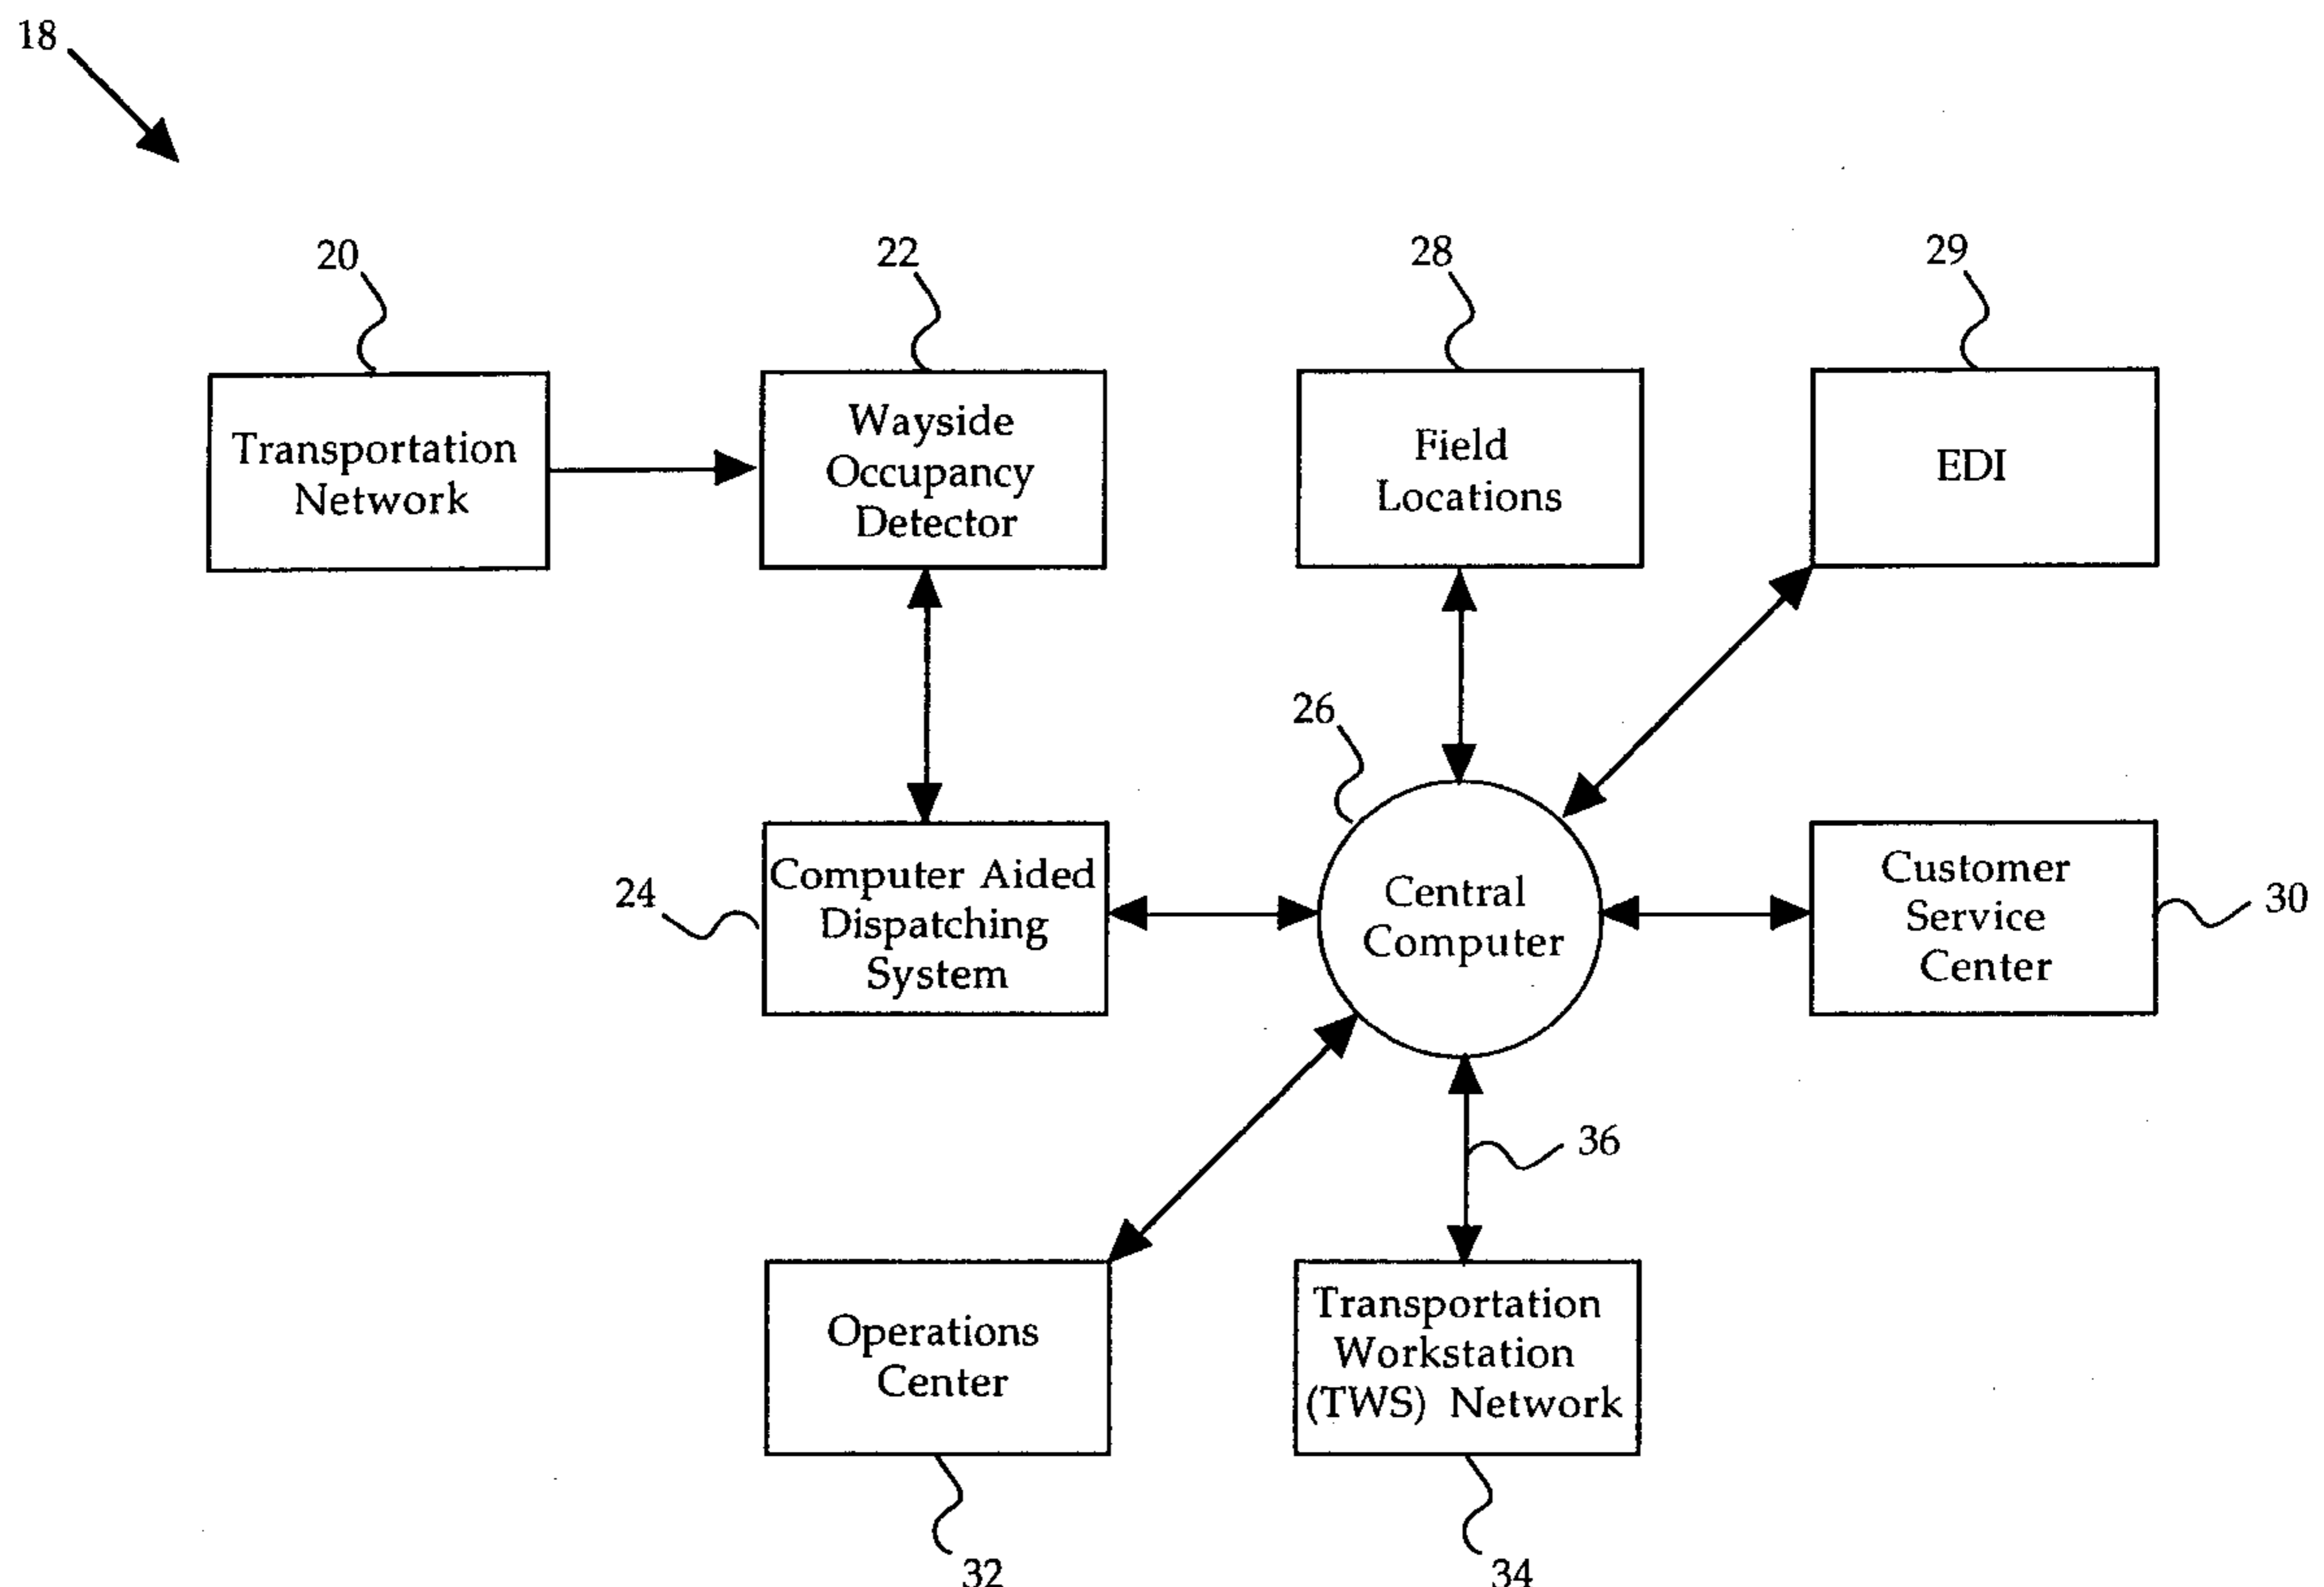 18
20
22
28
29
Transportation
Network
Wayside
Occupancy
Detector
Field
Locations
EDI
26
24
Computer Aided
Dispatching
System
Central
Computer
Customer
Service
Center
30
36
Operations
Center
Transportation
Workstation
(TWS) Network
32
34